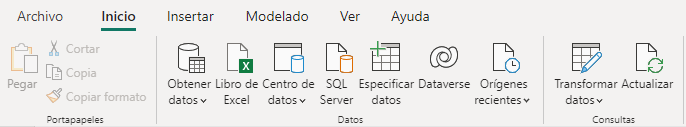 Archivo Inicio Insertar Modelado Ver Ayuda
Pegar
Cortar
Copia
Copiar formato
Portapapeles
Obtener
datos
Libro de
Excel
Centro de
datos
SQL
Server
Especificar
datos
Dataverse
Orígenes
recientes
Datos
Transformar
datos
Actualizar
Consultas